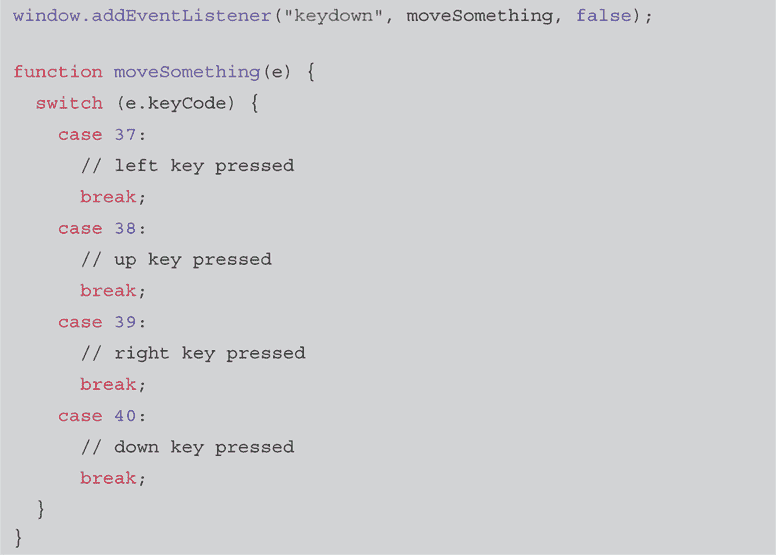 window.addEventListener("keydown", moveSomething, false);

function moveSomething(e) {
  switch (e.keyCode) {
    case 37:
      // left key pressed
      break;
    case 38:
      // up key pressed
      break;
    case 39:
      // right key pressed
      break;
    case 40:
      // down key pressed
      break;
  }
}